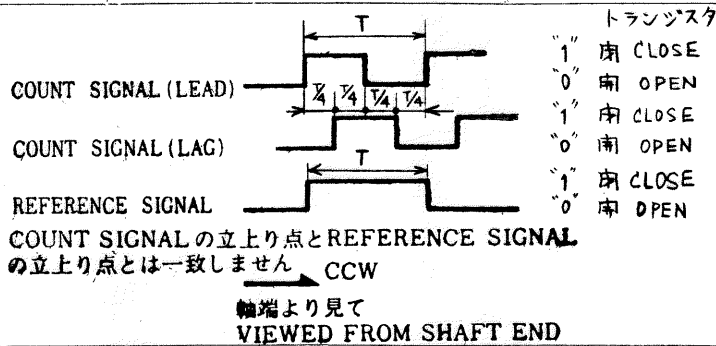 トランジスタ
T
"1" 閉 CLOSE
COUNT SIGNAL (LEAD)
"0" 開 OPEN
T/4 T/4 T/4 T/4
"1" 閉 CLOSE
COUNT SIGNAL (LAG)
"0" 開 OPEN
T
"1" 閉 CLOSE
REFERENCE SIGNAL
"0" 開 OPEN
COUNT SIGNALの立上り点とREFERENCE SIGNAL
の立上り点とは一致しません
CCW
軸端より見て
VIEWED FROM SHAFT END